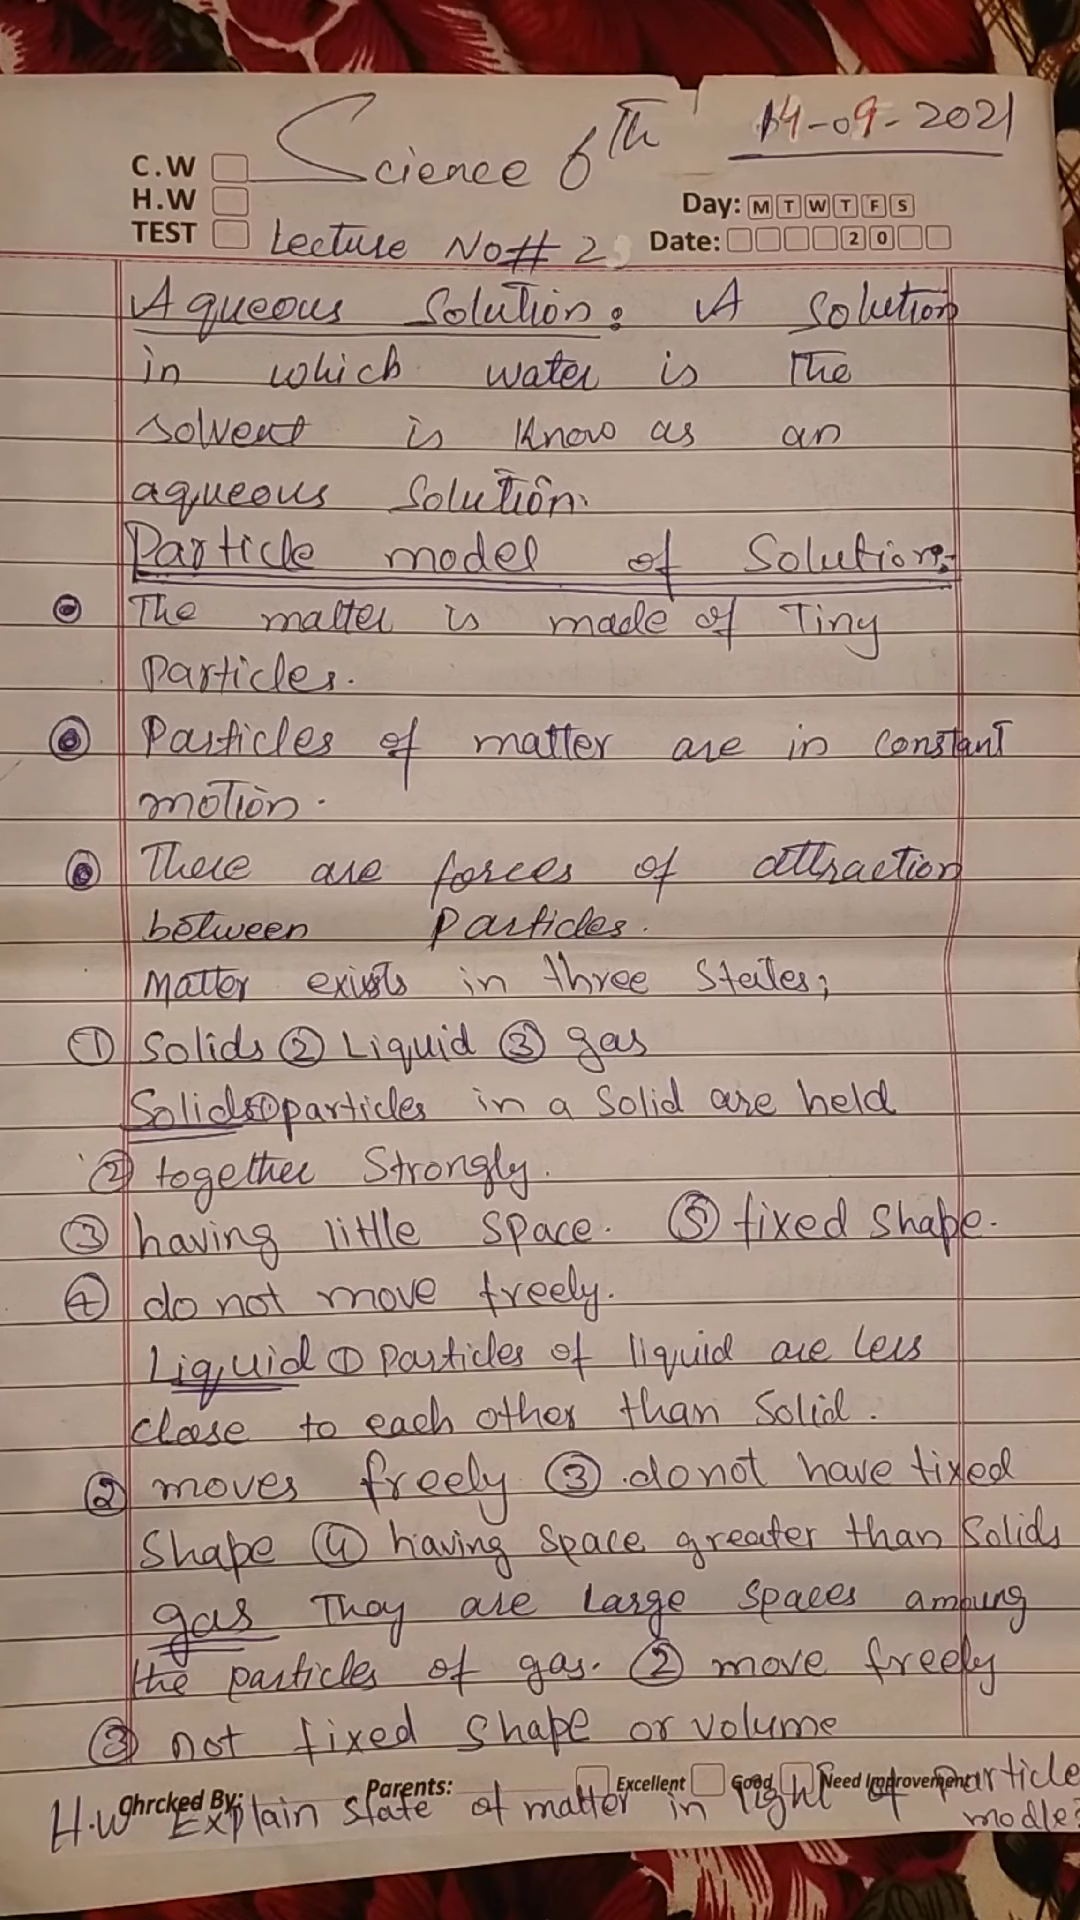 Science 6th 14-09-2021
C.W
H.W
TEST
Day: M T W T F S
Lecture No# 2
Date: 2 0
Aqueous Solution: A Solution
in which water is The
solvent is Know as an
aqueous Solution.
Particle model of Solution:-
The matter is made of Tiny
Particles.
Particles of matter are in constant
motion.
There are forces of attraction
between Particles.
Matter exists in three States;
① Solids ② Liquid ③ gas
Solids ① particles in a Solid are held
② together Strongly.
③ having little space. ⑤ fixed shape.
④ do not move freely.
Liquid ① Particles of liquid are less
close to each other than Solid.
② moves freely ③ do not have fixed
Shape ④ having space greater than Solids
gas They are Large spaces amoung
the particles of gas. ② move freely
③ not fixed shape or volume
Ghrcked By: Parents: Excellent Good Need Improvement
H.W Explain state of matter in light of particle
modle?